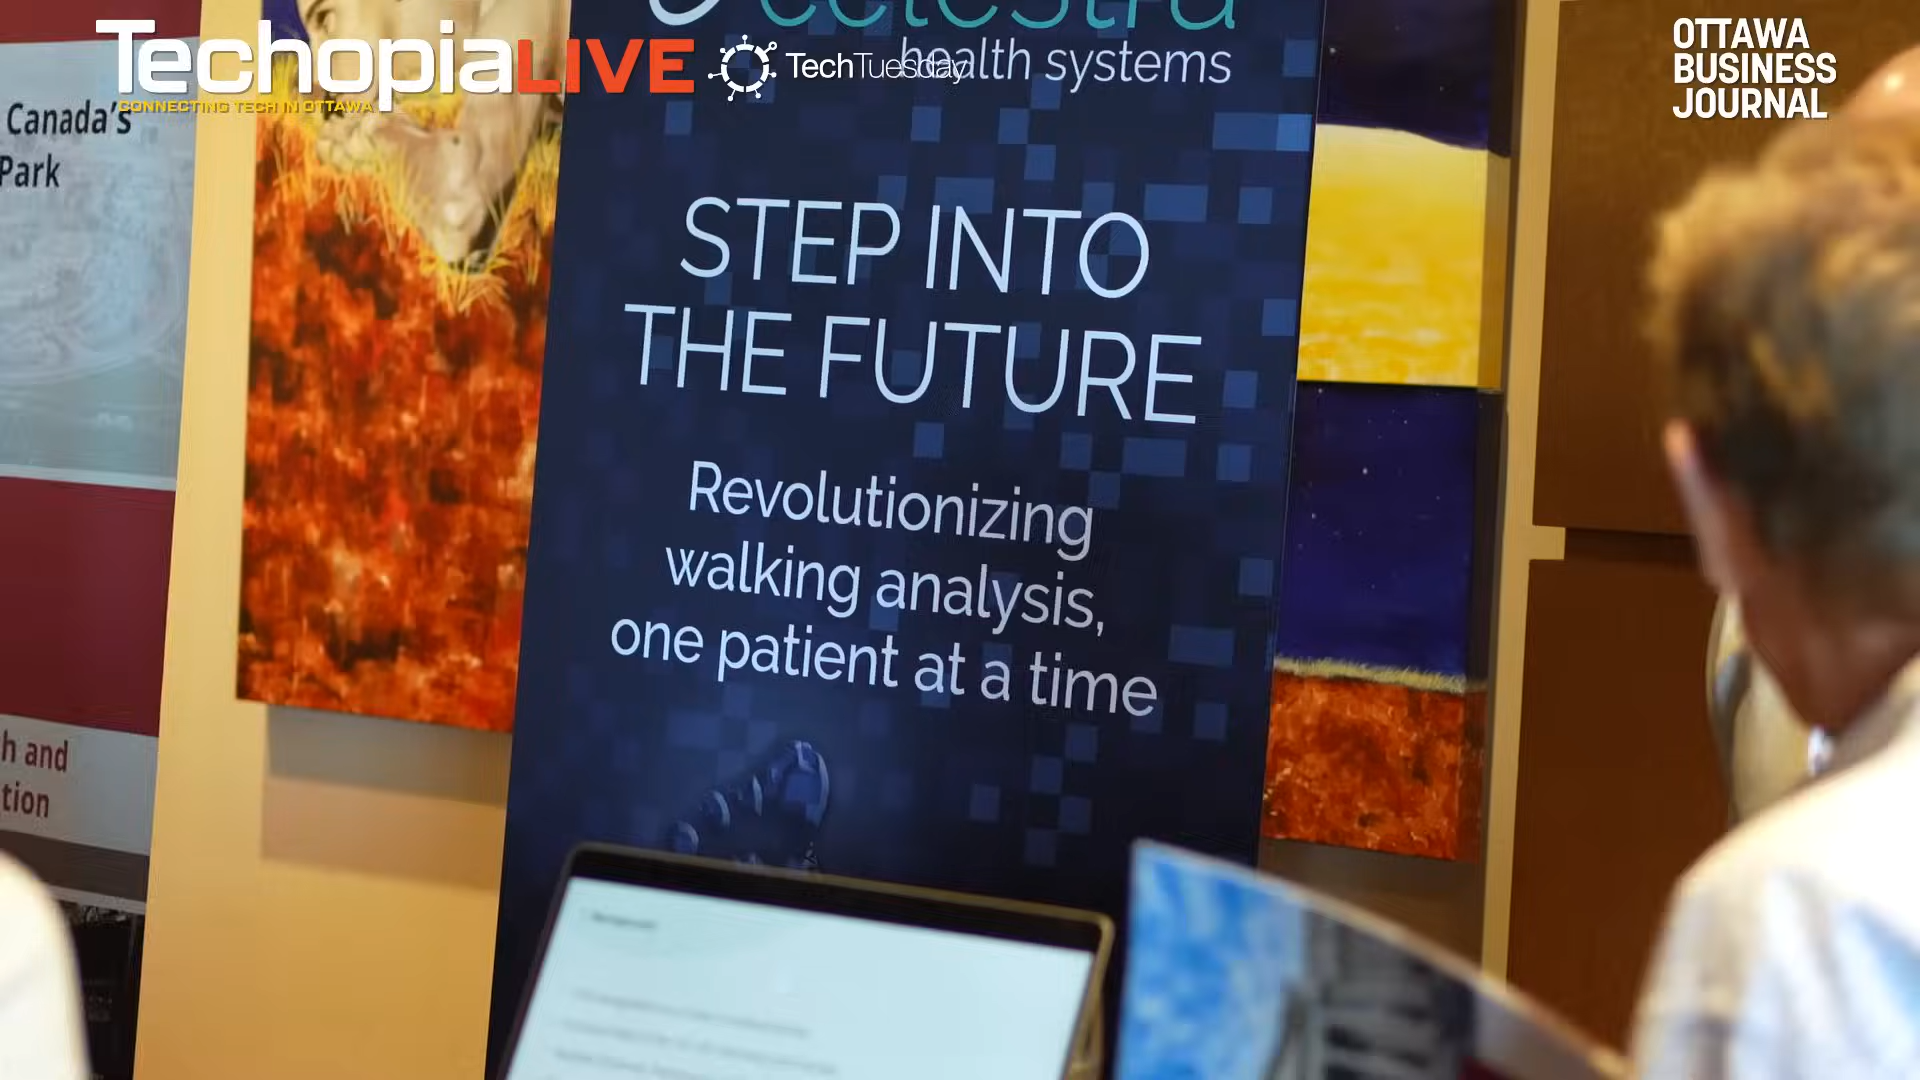 TechopiaLIVE
CONNECTING TECH IN OTTAWA
TechTuesday
OTTAWA
BUSINESS
JOURNAL
Canada's
Park
h and
tion
celestra
health systems
STEP INTO
THE FUTURE
Revolutionizing
walking analysis,
one patient at a time